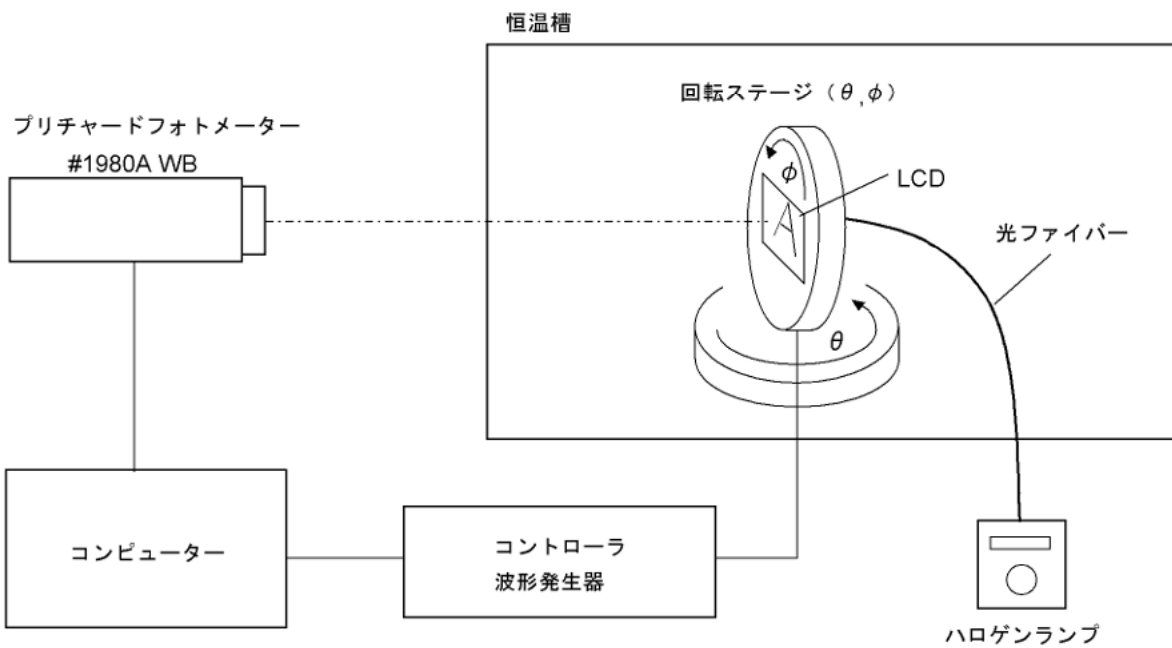 恒温槽
回転ステージ（θ,φ）
プリチャードフォトメーター
#1980A WB
φ
LCD
A
光ファイバー
θ
コンピューター
コントローラ
波形発生器
ハロゲンランプ